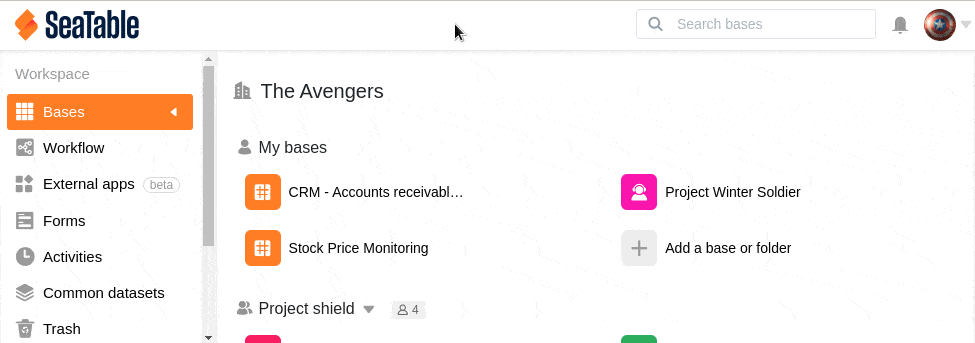 SeaTable
Search bases
Workspace
Bases
Workflow
External apps beta
Forms
Activities
Common datasets
Trash
The Avengers
My bases
CRM - Accounts receivabl...
Project Winter Soldier
Stock Price Monitoring
Add a base or folder
Project shield 4